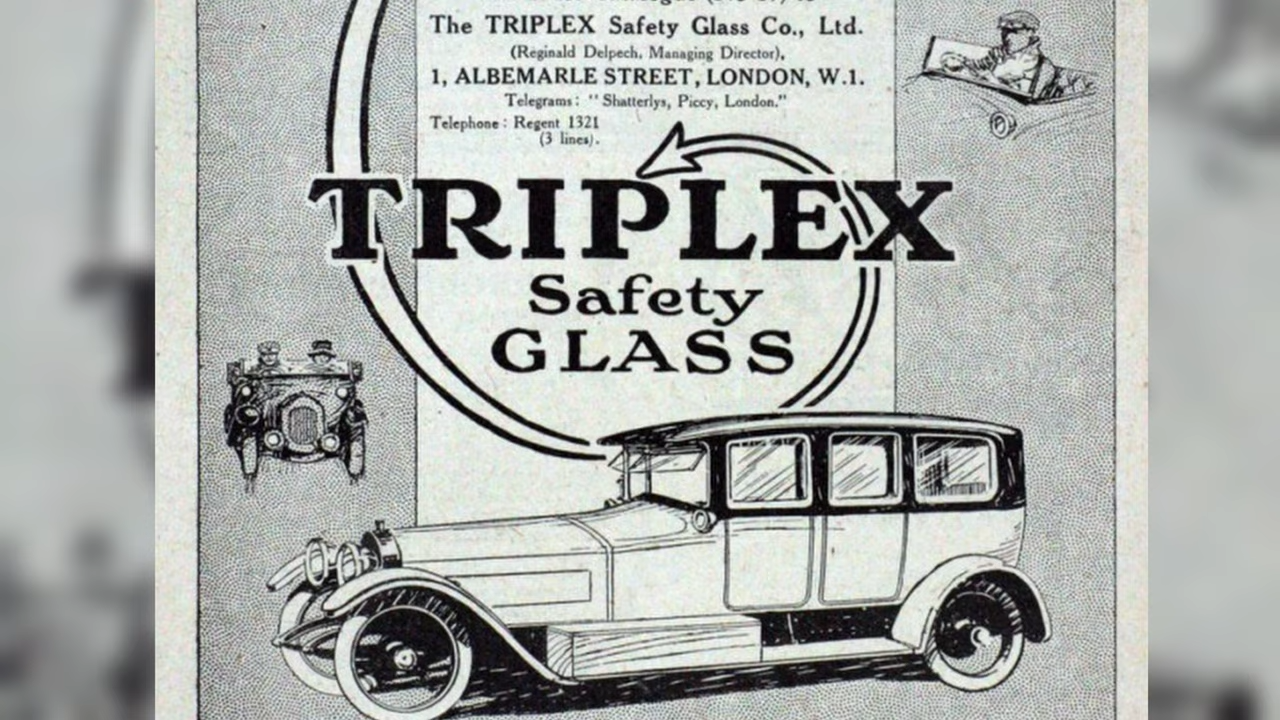 The TRIPLEX Safety Glass Co., Ltd.
(Reginald Delpech, Managing Director),
1, ALBEMARLE STREET, LONDON, W.1.
Telegrams: "Shatterlys, Piccy, London."
Telephone: Regent 1321
(3 lines).
TRIPLEX
Safety
GLASS